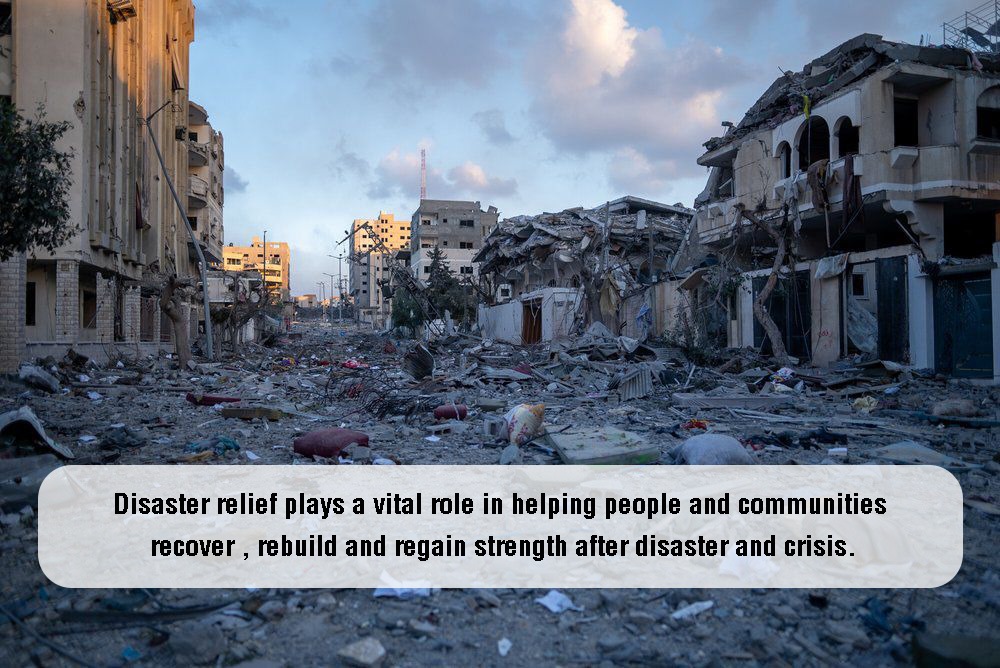 Disaster relief plays a vital role in helping people and communities
recover , rebuild and regain strength after disaster and crisis.